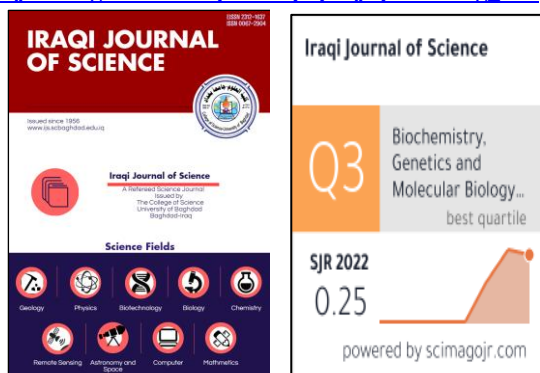 EISSN 2312-1637
ISSN 0067-2904
IRAQI JOURNAL
OF SCIENCE
Issued since 1956
www.ijs.scbaghdad.edu.iq
Iraqi Journal of Science
A Refereed Science Journal
Issued by
The College of Science
University of Baghdad
Baghdad-Iraq
Science Fields
Geology
Physics
Biotechnology
Biology
Chemistry
Remote Sensing
Astronomy and
Space
Computer
Mathmetics
Iraqi Journal of Science
Q3
Biochemistry,
Genetics and
Molecular Biology...
best quartile
SJR 2022
0.25
powered by scimagojr.com